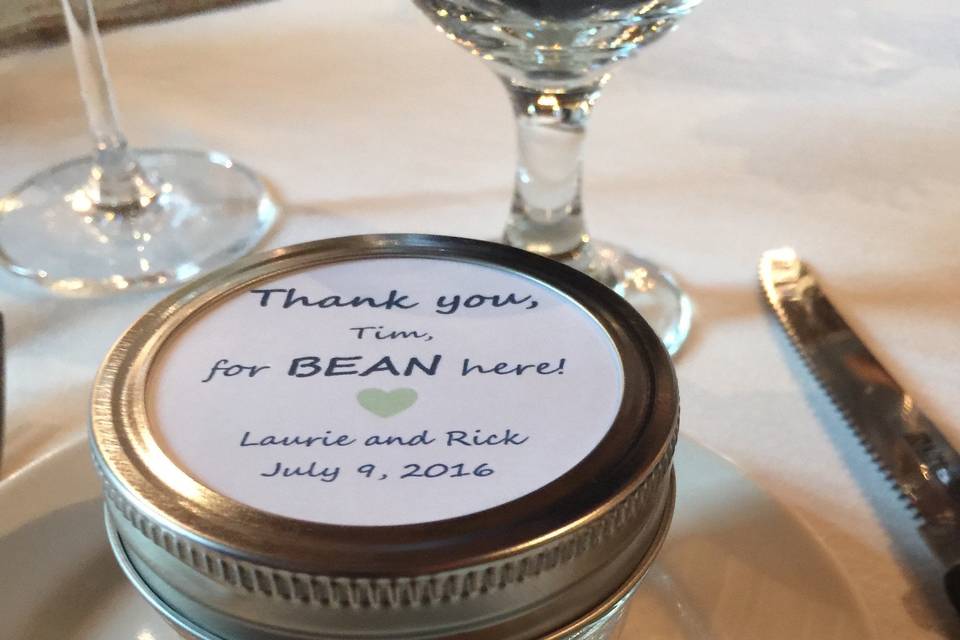 Thank you,
Tim,
for BEAN here!
Laurie and Rick
July 9, 2016